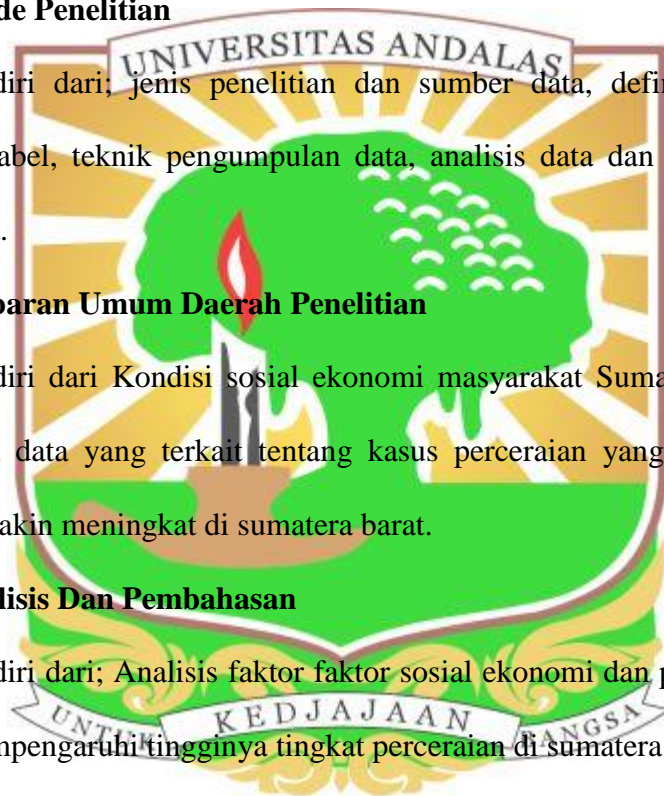 de Penelitian
UNIVERSITAS ANDALAS
diri dari; jenis penelitian dan sumber data, defin
abel, teknik pengumpulan data, analisis data dan
.
baran Umum Daerah Penelitian
diri dari Kondisi sosial ekonomi masyarakat Suma
data yang terkait tentang kasus perceraian yang
akin meningkat di sumatera barat.
lisis Dan Pembahasan
diri dari; Analisis faktor faktor sosial ekonomi dan p
npengaruhi tingginya tingkat perceraian di sumatera
UNTUK KEDJAJAAN BANGSA